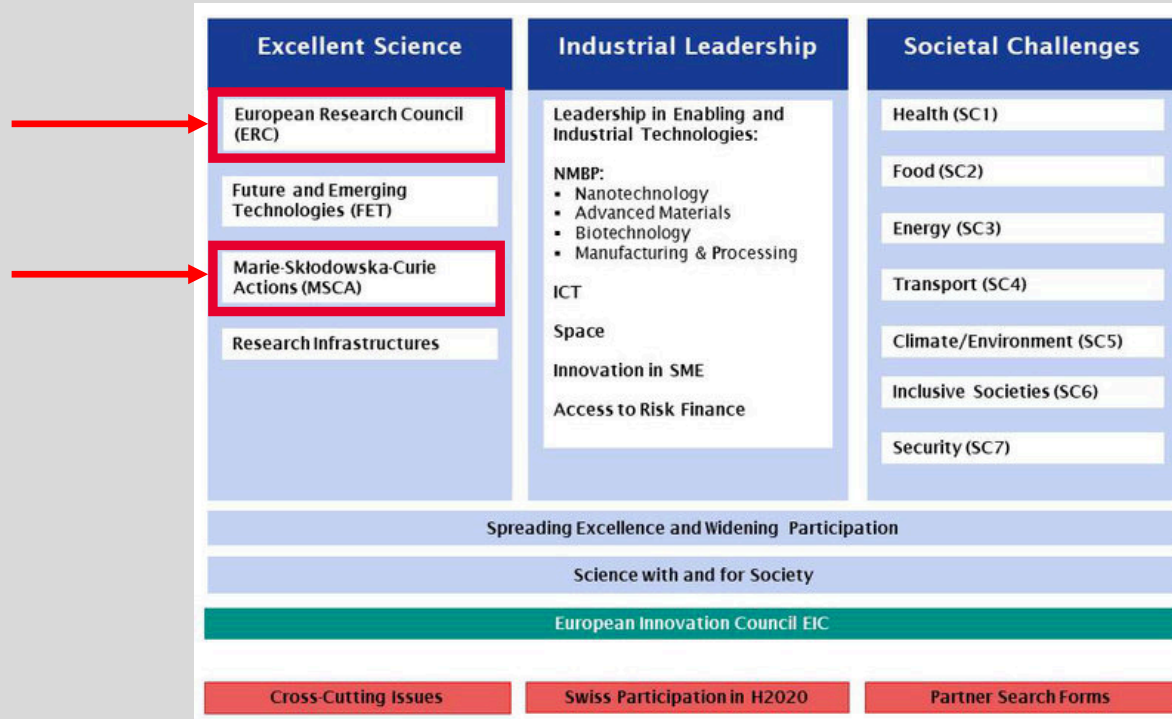 Excellent Science
European Research Council
(ERC)
Future and Emerging
Technologies (FET)
Marie-Skłodowska-Curie
Actions (MSCA)
Research Infrastructures
Industrial Leadership
Leadership in Enabling and
Industrial Technologies:
NMBP:
▪ Nanotechnology
▪ Advanced Materials
▪ Biotechnology
▪ Manufacturing & Processing
ICT
Space
Innovation in SME
Access to Risk Finance
Societal Challenges
Health (SC1)
Food (SC2)
Energy (SC3)
Transport (SC4)
Climate/Environment (SC5)
Inclusive Societies (SC6)
Security (SC7)
Spreading Excellence and Widening Participation
Science with and for Society
European Innovation Council EIC
Cross-Cutting Issues
Swiss Participation in H2020
Partner Search Forms